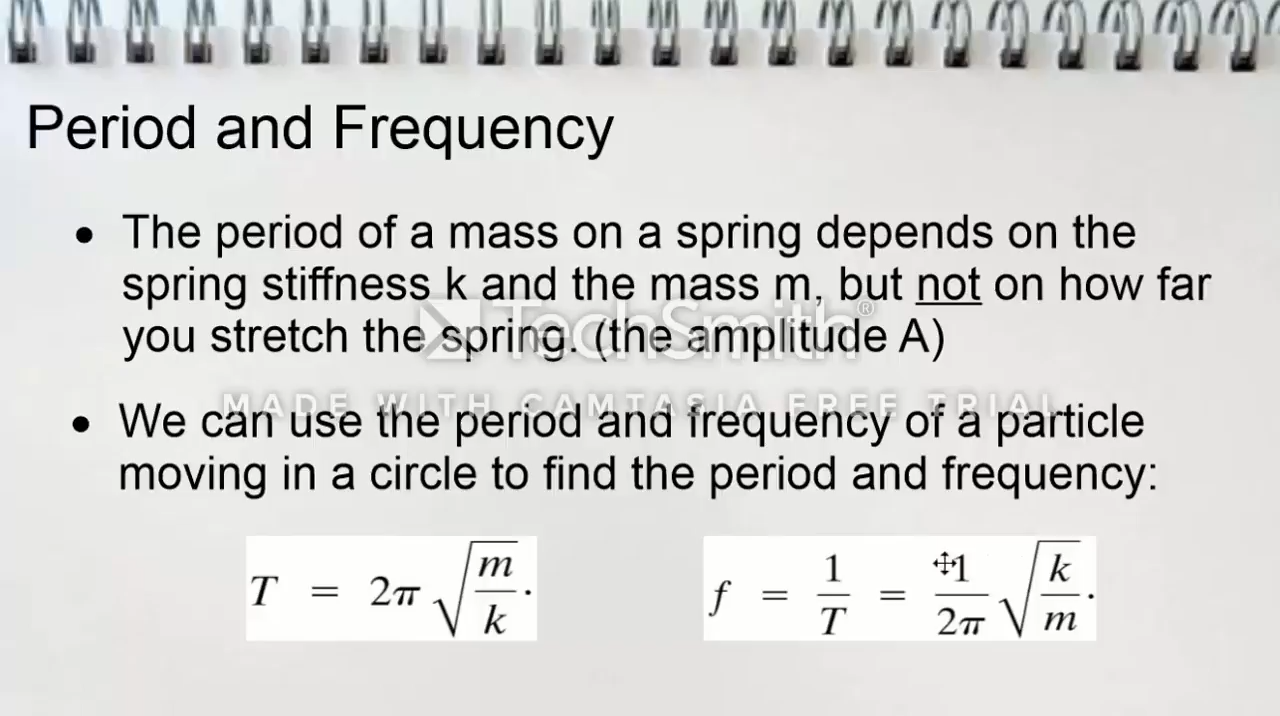 Period and Frequency
• The period of a mass on a spring depends on the
spring stiffness k and the mass m, but not on how far
you stretch the spring. (the amplitude A)
TechSmith®
MADE WITH CAMTASIA FREE TRIAL
• We can use the period and frequency of a particle
moving in a circle to find the period and frequency:
T = 2π √(m/k).
f = 1/T = 1/2π √(k/m).